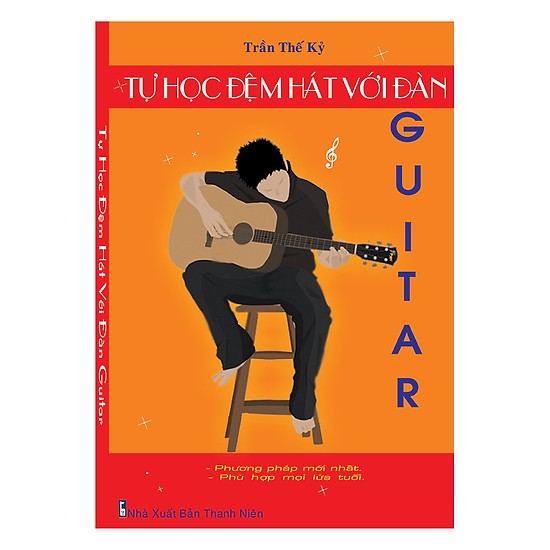 Trần Thế Kỷ
TỰ HỌC ĐỆM HÁT VỚI ĐÀN
GUITAR
Tự Học Đệm Hát Với Đàn Guitar
- Phương pháp mới nhất.
- Phù hợp mọi lứa tuổi.
Nhà Xuất Bản Thanh Niên